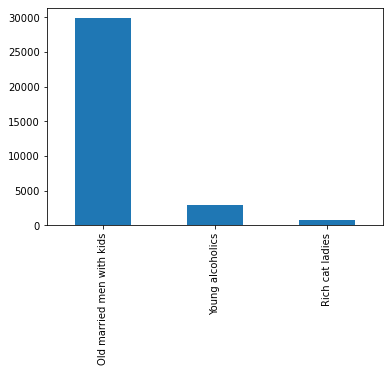 30000
25000
20000
15000
10000
5000
0
Old married men with kids
Young alcoholics
Rich cat ladies